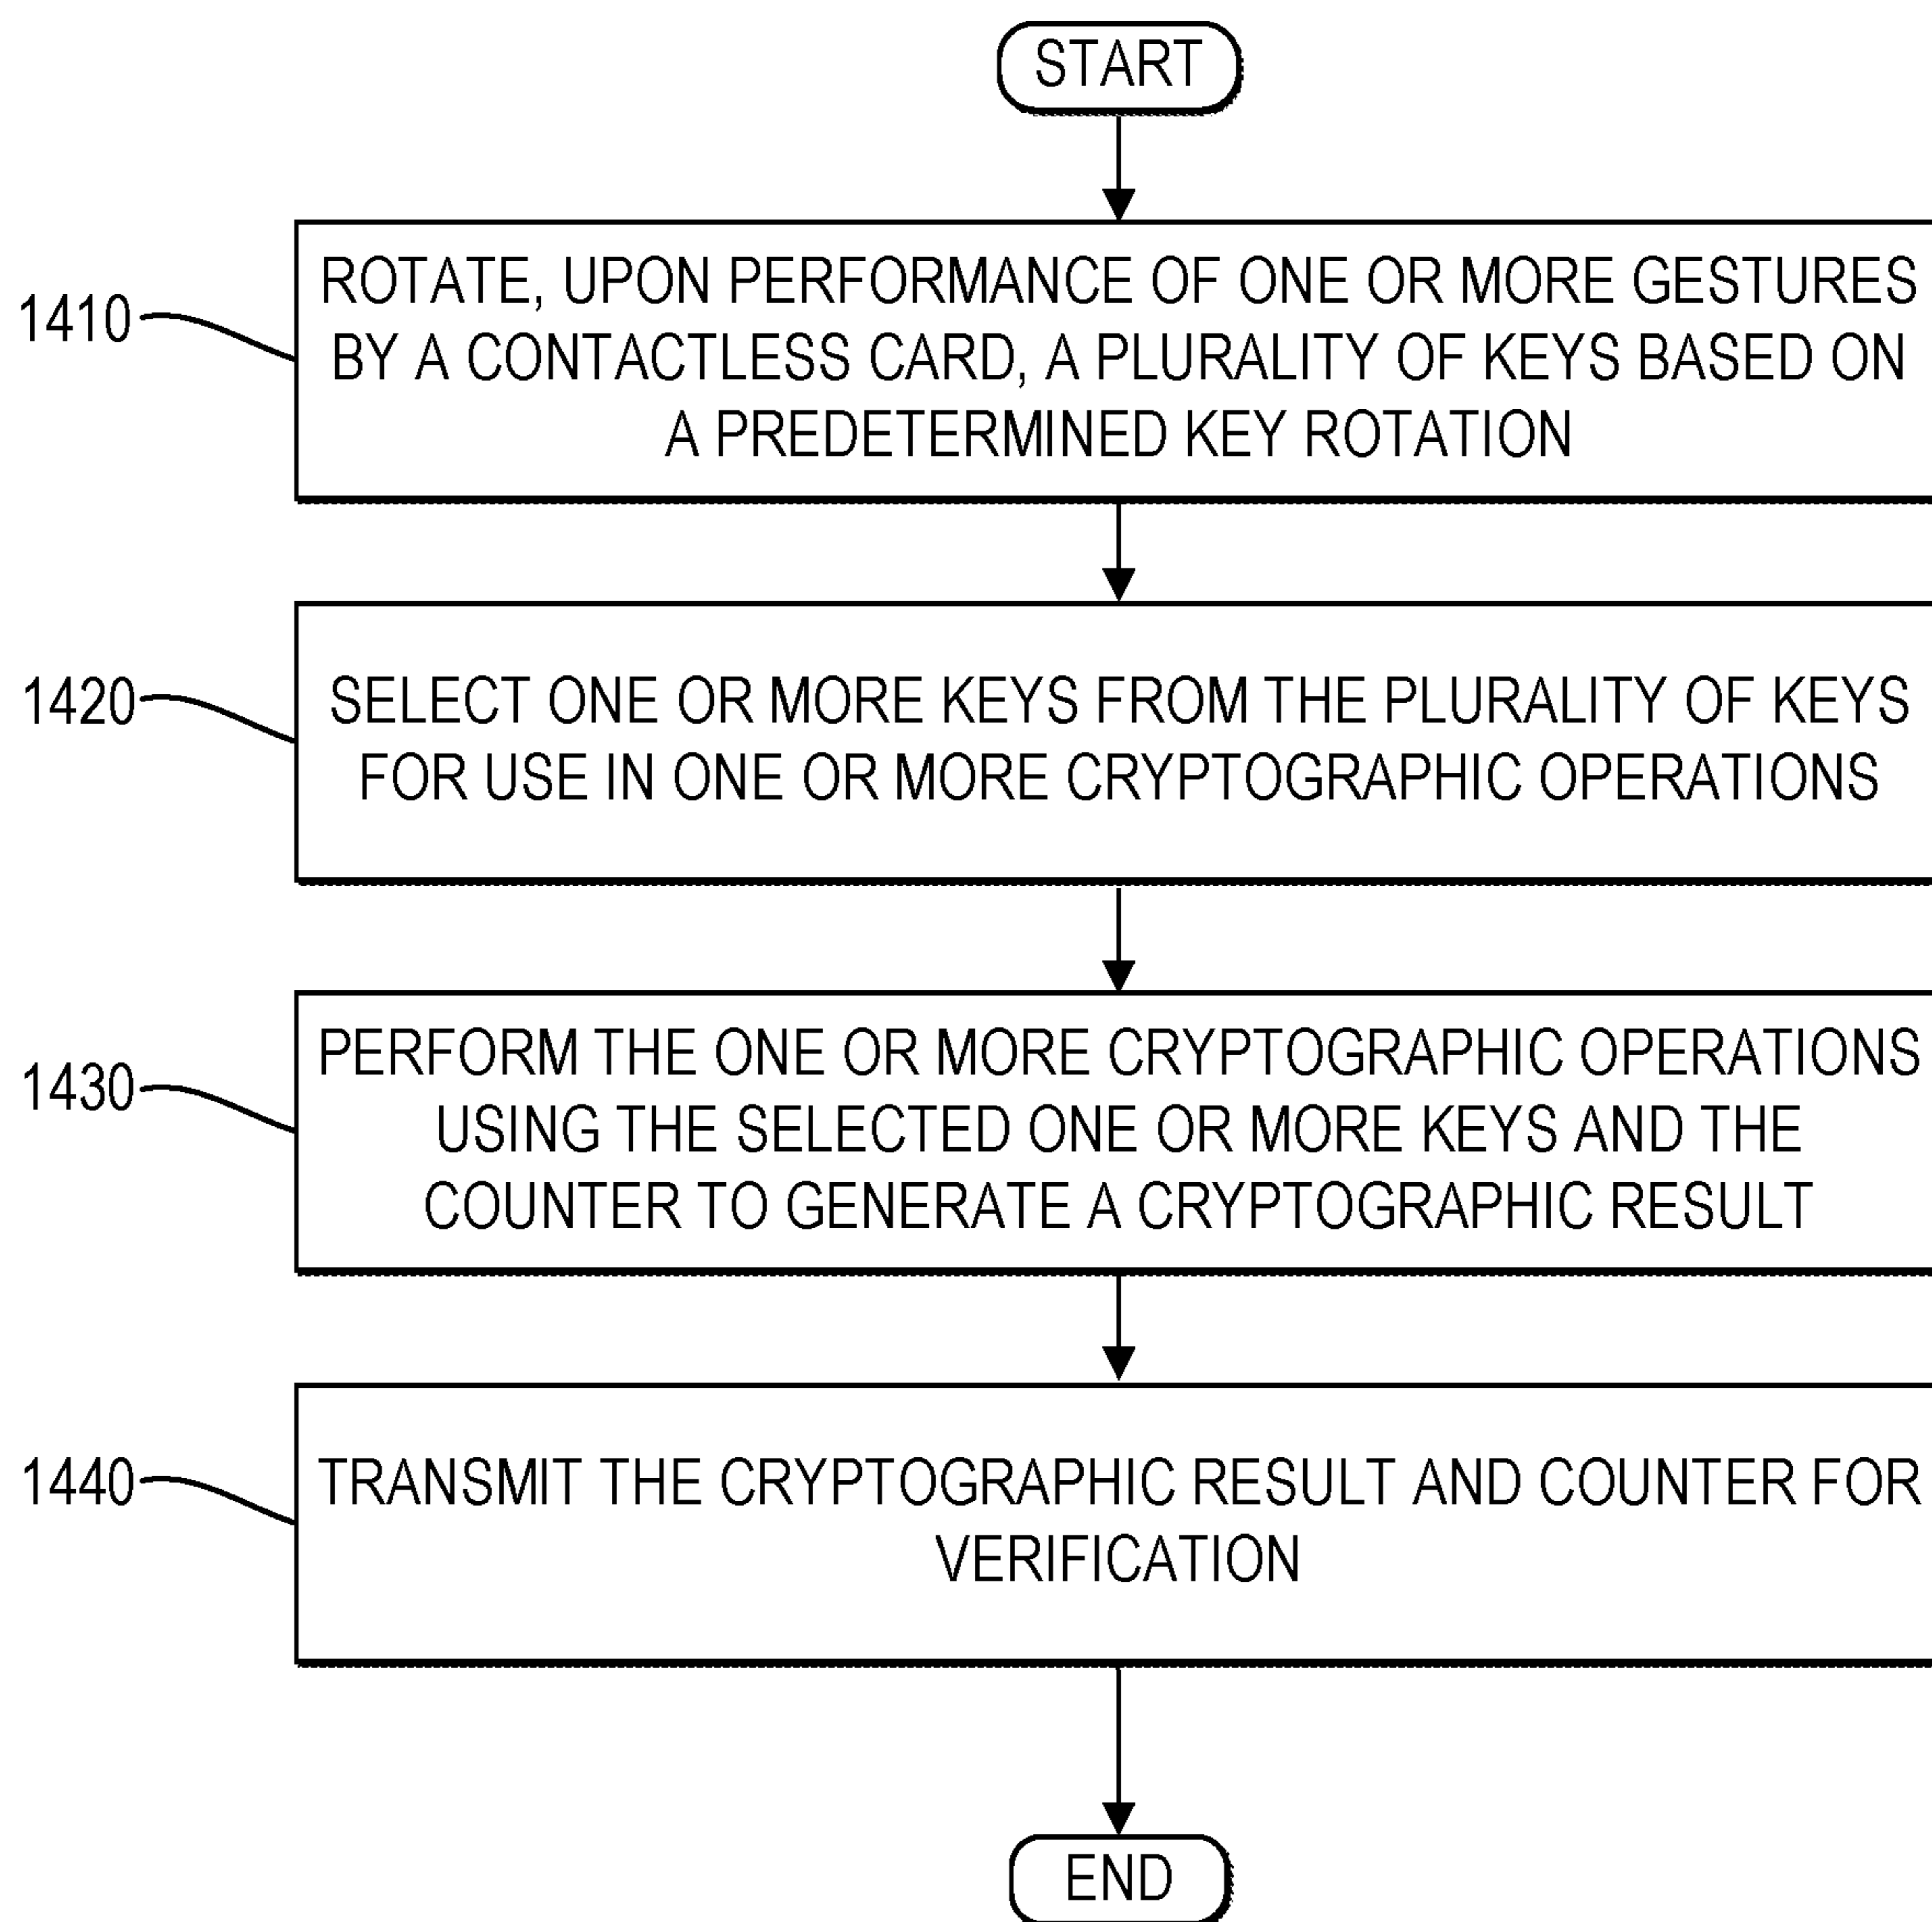 START
1410
ROTATE, UPON PERFORMANCE OF ONE OR MORE GESTURES
BY A CONTACTLESS CARD, A PLURALITY OF KEYS BASED ON
A PREDETERMINED KEY ROTATION
1420
SELECT ONE OR MORE KEYS FROM THE PLURALITY OF KEYS
FOR USE IN ONE OR MORE CRYPTOGRAPHIC OPERATIONS
1430
PERFORM THE ONE OR MORE CRYPTOGRAPHIC OPERATIONS
USING THE SELECTED ONE OR MORE KEYS AND THE
COUNTER TO GENERATE A CRYPTOGRAPHIC RESULT
1440
TRANSMIT THE CRYPTOGRAPHIC RESULT AND COUNTER FOR
VERIFICATION
END